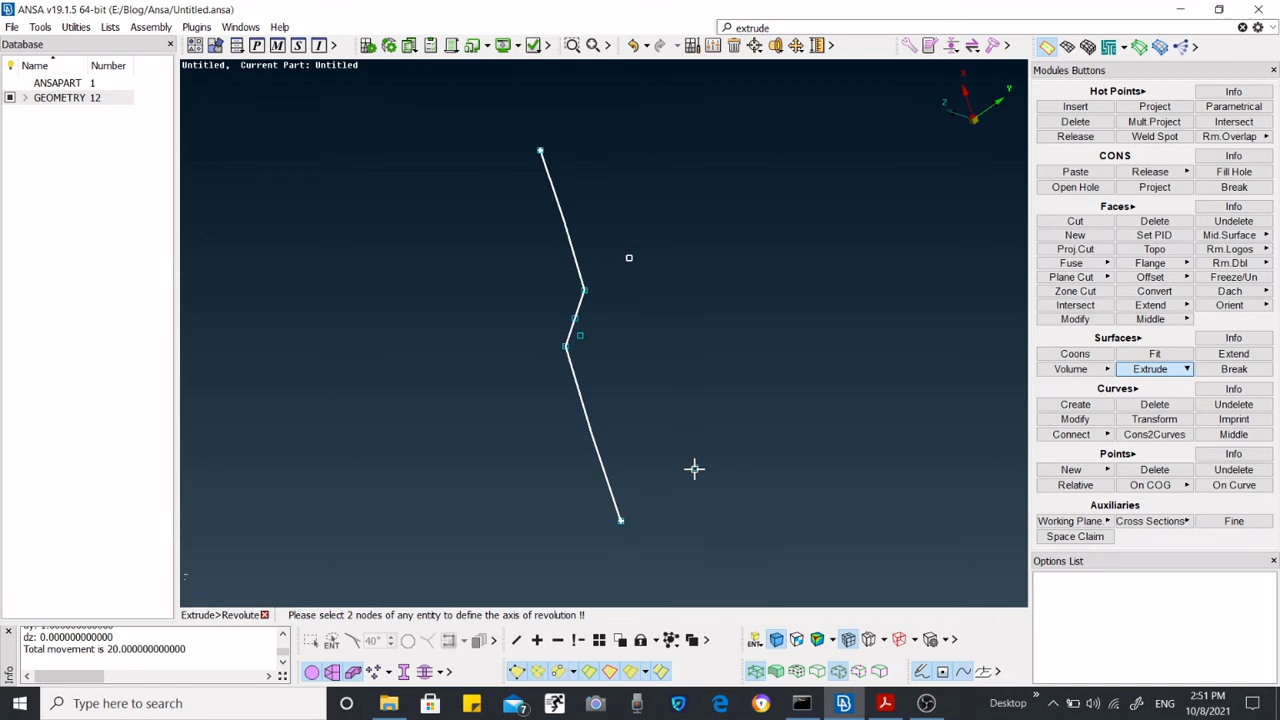 ANSA v19.1.5 64-bit (E:/Blog/Ansa/Untitled.ansa)
File Tools Utilities Lists Assembly Plugins Windows Help
extrude
Database
Name Number
ANSAPART 1
GEOMETRY 12
P M S I
Untitled, Current Part: Untitled
X
Y
Z
Modules Buttons
Hot Points Info
Insert Project Parametrical
Delete Mult Project Intersect
Release Weld Spot Rm.Overlap
CONS Info
Paste Release Fill Hole
Open Hole Project Break
Faces Info
Cut Delete Undelete
New Set PID Mid.Surface
Proj.Cut Topo Rm.Logos
Fuse Flange Rm.Dbl
Plane Cut Offset Freeze/Un
Zone Cut Convert Dach
Intersect Extend Orient
Modify Middle
Surfaces Info
Coons Fit Extend
Volume Extrude Break
Curves Info
Create Delete Undelete
Modify Transform Imprint
Connect Cons2Curves Middle
Points Info
New Delete Undelete
Relative On COG On Curve
Auxiliaries
Working Plane. Cross Sections Fine
Space Claim
Options List
Extrude>Revolute Please select 2 nodes of any entity to define the axis of revolution !!
dz: 0.000000000000
Total movement is 20.000000000000
Info
ENT 40° ENT
Type here to search
7
Desktop
ENG
2:51 PM
10/8/2021